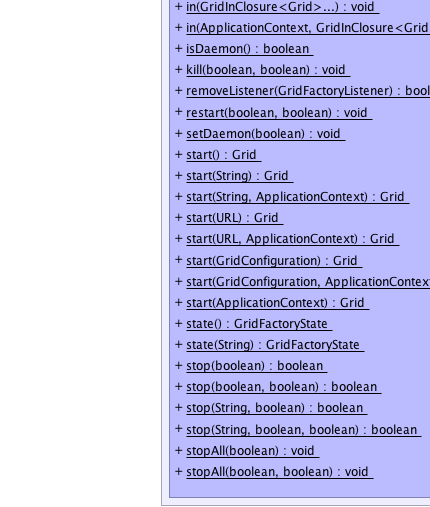 + in(GridInClosure<Grid>...) : void
+ in(ApplicationContext, GridInClosure<Grid
+ isDaemon() : boolean
+ kill(boolean, boolean) : void
+ removeListener(GridFactoryListener) : bool
+ restart(boolean, boolean) : void
+ setDaemon(boolean) : void
+ start() : Grid
+ start(String) : Grid
+ start(String, ApplicationContext) : Grid
+ start(URL) : Grid
+ start(URL, ApplicationContext) : Grid
+ start(GridConfiguration) : Grid
+ start(GridConfiguration, ApplicationContex
+ start(ApplicationContext) : Grid
+ state() : GridFactoryState
+ state(String) : GridFactoryState
+ stop(boolean) : boolean
+ stop(boolean, boolean) : boolean
+ stop(String, boolean) : boolean
+ stop(String, boolean, boolean) : boolean
+ stopAll(boolean) : void
+ stopAll(boolean, boolean) : void